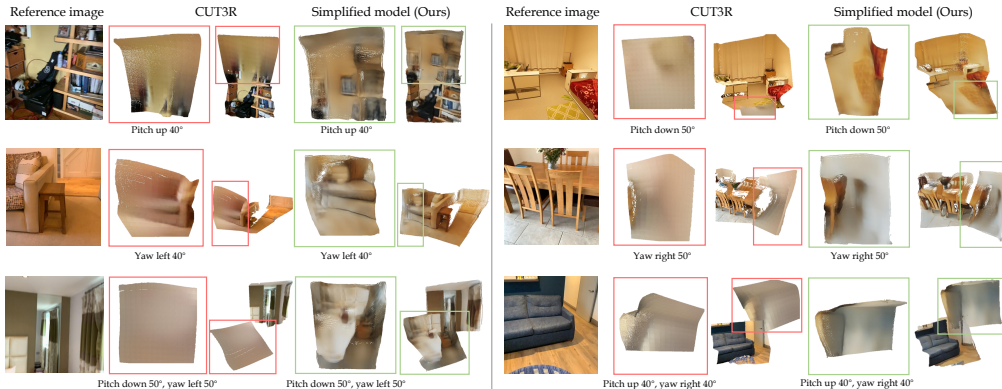 Reference image CUT3R Simplified model (Ours)
Pitch up 40° Pitch up 40°
Yaw left 40° Yaw left 40°
Pitch down 50°, yaw left 50° Pitch down 50°, yaw left 50°
Reference image CUT3R Simplified model (Ours)
Pitch down 50° Pitch down 50°
Yaw right 50° Yaw right 50°
Pitch up 40°, yaw right 40° Pitch up 40°, yaw right 40°